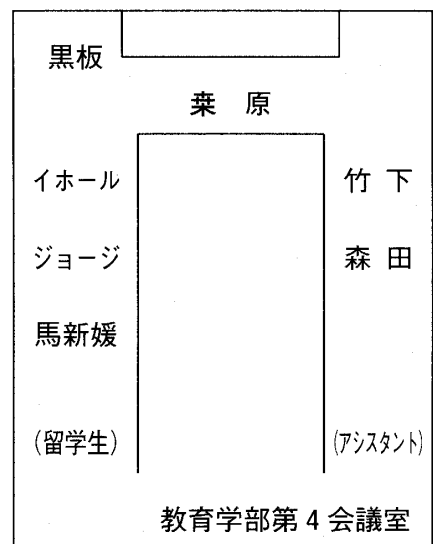 黒板
桒原
イホール 竹下
ジョージ 森田
馬新媛
(留学生) (アシスタント)
教育学部第4会議室